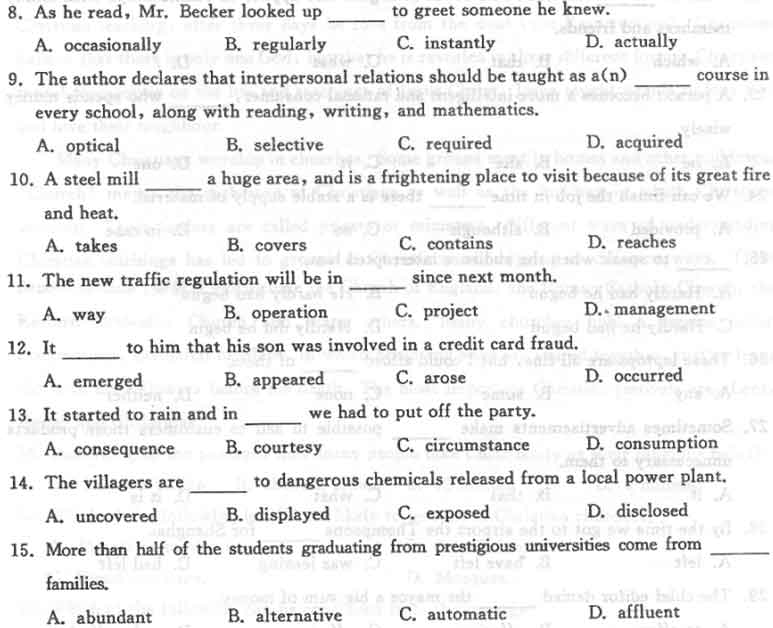 8. As he read, Mr. Becker looked up ______ to greet someone he knew.
A. occasionally B. regularly C. instantly D. actually
9. The author declares that interpersonal relations should be taught as a(n) ______ course in
every school, along with reading, writing, and mathematics.
A. optical B. selective C. required D. acquired
10. A steel mill ______ a huge area, and is a frightening place to visit because of its great fire
and heat.
A. takes B. covers C. contains D. reaches
11. The new traffic regulation will be in ______ since next month.
A. way B. operation C. project D. management
12. It ______ to him that his son was involved in a credit card fraud.
A. emerged B. appeared C. arose D. occurred
13. It started to rain and in ______ we had to put off the party.
A. consequence B. courtesy C. circumstance D. consumption
14. The villagers are ______ to dangerous chemicals released from a local power plant.
A. uncovered B. displayed C. exposed D. disclosed
15. More than half of the students graduating from prestigious universities come from ______
families.
A. abundant B. alternative C. automatic D. affluent